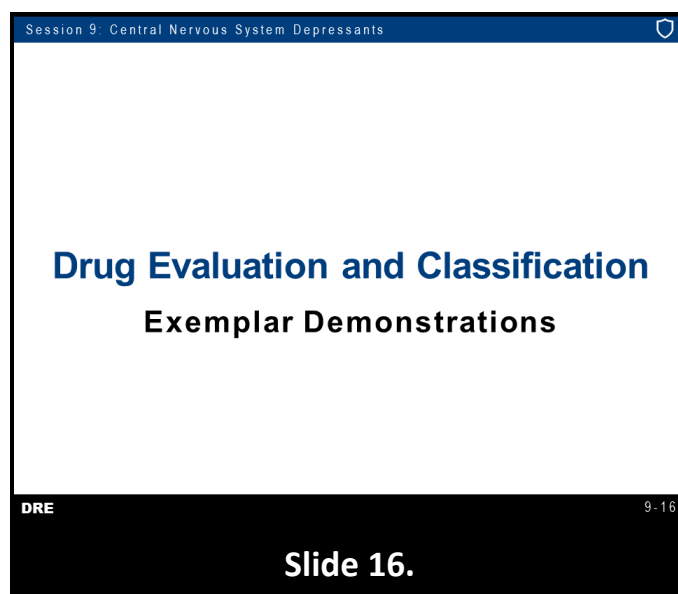 Session 9: Central Nervous System Depressants
Drug Evaluation and Classification
Exemplar Demonstrations
DRE
9-16
Slide 16.